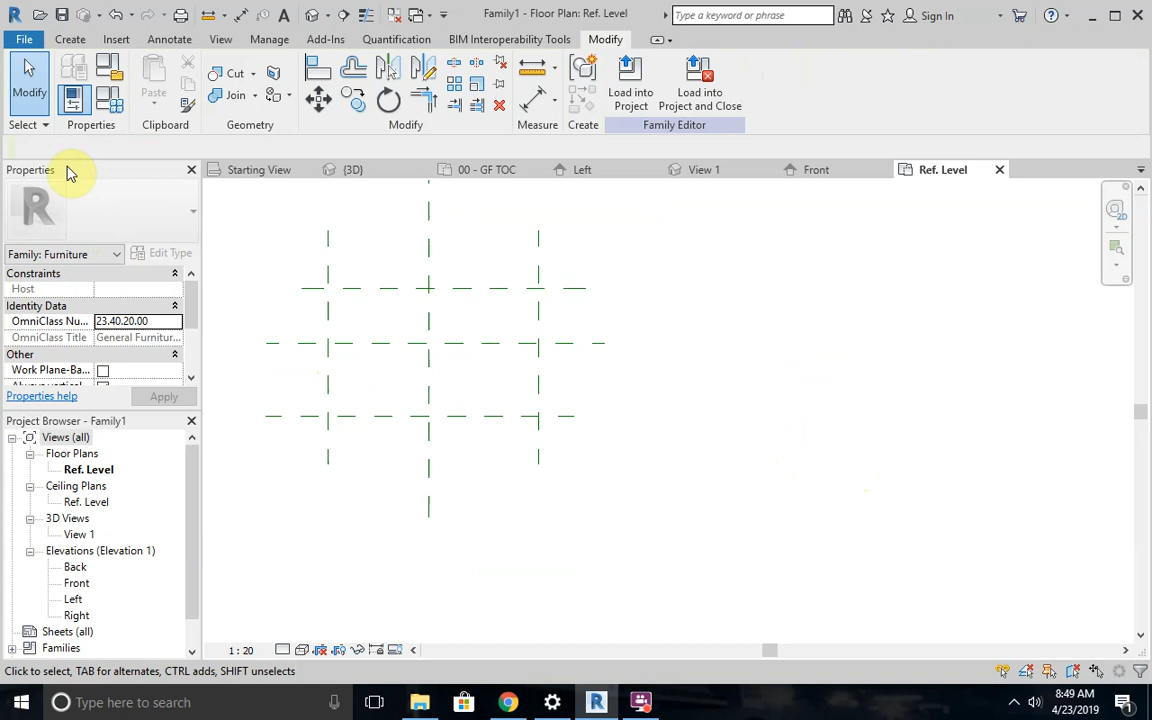 Family1 - Floor Plan: Ref. Level
Type a keyword or phrase
Sign In
File
Create
Insert
Annotate
View
Manage
Add-Ins
Quantification
BIM Interoperability Tools
Modify
Modify
Paste
Cut
Join
Create
Load into
Project
Load into
Project and Close
Select
Properties
Clipboard
Geometry
Modify
Measure
Create
Family Editor
Properties
Starting View
{3D}
00 - GF TOC
Left
View 1
Front
Ref. Level
2D
Family: Furniture
Edit Type
Constraints
Host
Identity Data
OmniClass Nu...
23.40.20.00
OmniClass Title
General Furnitur...
Other
Work Plane-Ba...
Always vertical
Properties help
Apply
Project Browser - Family1
Views (all)
Floor Plans
Ref. Level
Ceiling Plans
Ref. Level
3D Views
View 1
Elevations (Elevation 1)
Back
Front
Left
Right
Sheets (all)
Families
1 : 20
Click to select, TAB for alternates, CTRL adds, SHIFT unselects
Type here to search
8:49 AM
4/23/2019
1